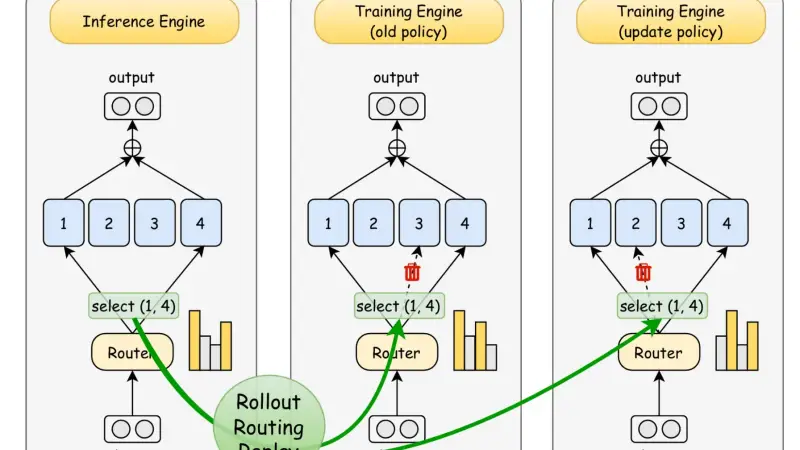 Inference Engine
Training Engine
(old policy)
Training Engine
(update policy)
output
output
output
1 2 3 4
1 2 3 4
1 2 3 4
select (1, 4)
select (1, 4)
select (1, 4)
Router
Router
Router
Rollout
Routing